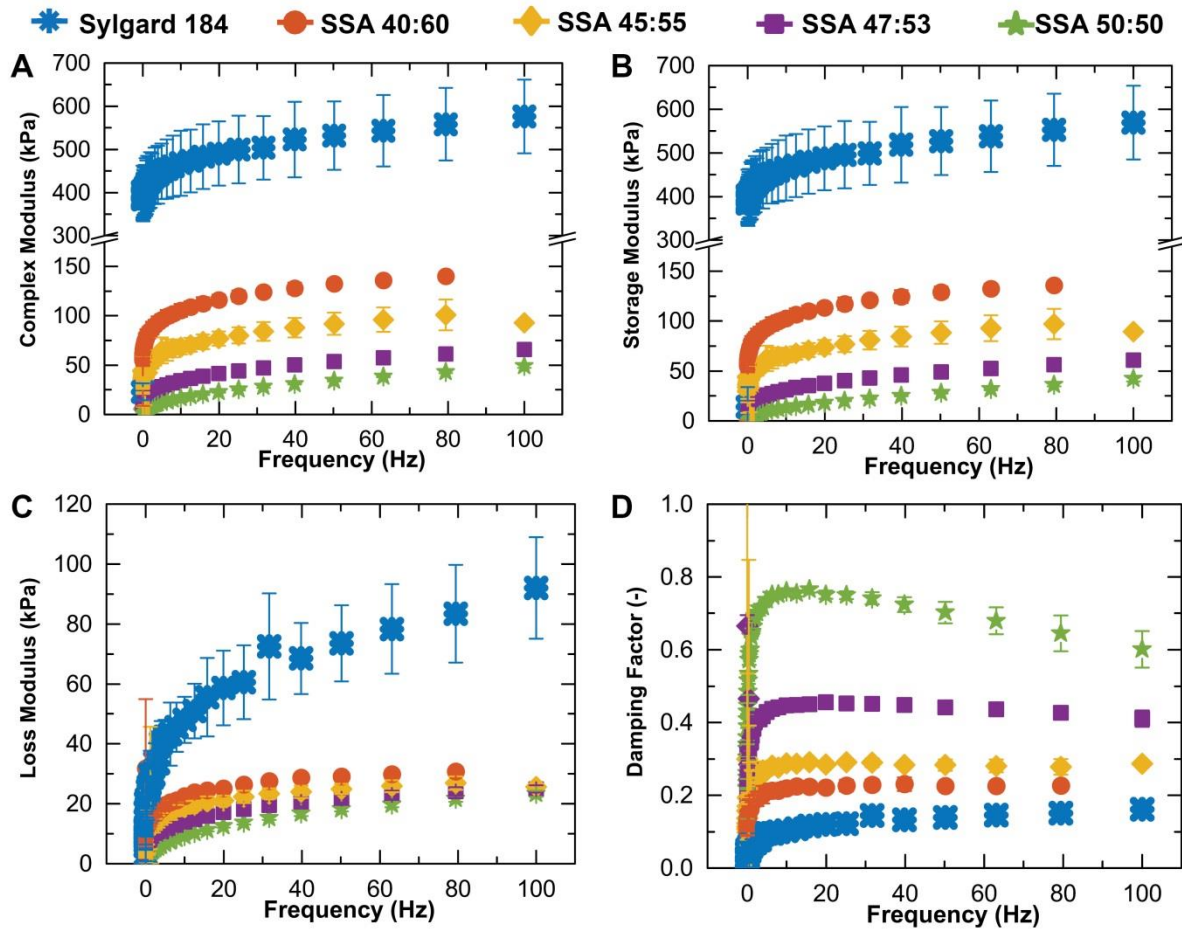 Sylgard 184 SSA 40:60 SSA 45:55 SSA 47:53 SSA 50:50
A
700
600
500
400
300
150
100
50
0
Complex Modulus (kPa)
0 20 40 60 80 100
Frequency (Hz)
B
700
600
500
400
300
150
100
50
0
Storage Modulus (kPa)
0 20 40 60 80 100
Frequency (Hz)
C
120
100
80
60
40
20
0
Loss Modulus (kPa)
0 20 40 60 80 100
Frequency (Hz)
D
1.0
0.8
0.6
0.4
0.2
0.0
Damping Factor (-)
0 20 40 60 80 100
Frequency (Hz)